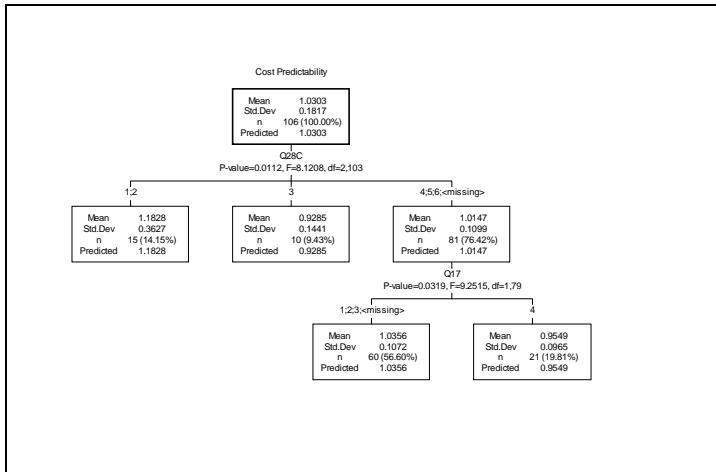 Cost Predictability
Mean 1.0303
Std.Dev 0.1817
n 106 (100.00%)
Predicted 1.0303
Q28C
P-value=0.0112, F=8.1208, df=2,103
1;2
3
4;5;6;<missing>
Mean 1.1828
Std.Dev 0.3627
n 15 (14.15%)
Predicted 1.1828
Mean 0.9285
Std.Dev 0.1441
n 10 (9.43%)
Predicted 0.9285
Mean 1.0147
Std.Dev 0.1099
n 81 (76.42%)
Predicted 1.0147
Q17
P-value=0.0319, F=9.2515, df=1,79
1;2;3;<missing>
4
Mean 1.0356
Std.Dev 0.1072
n 60 (56.60%)
Predicted 1.0356
Mean 0.9549
Std.Dev 0.0965
n 21 (19.81%)
Predicted 0.9549